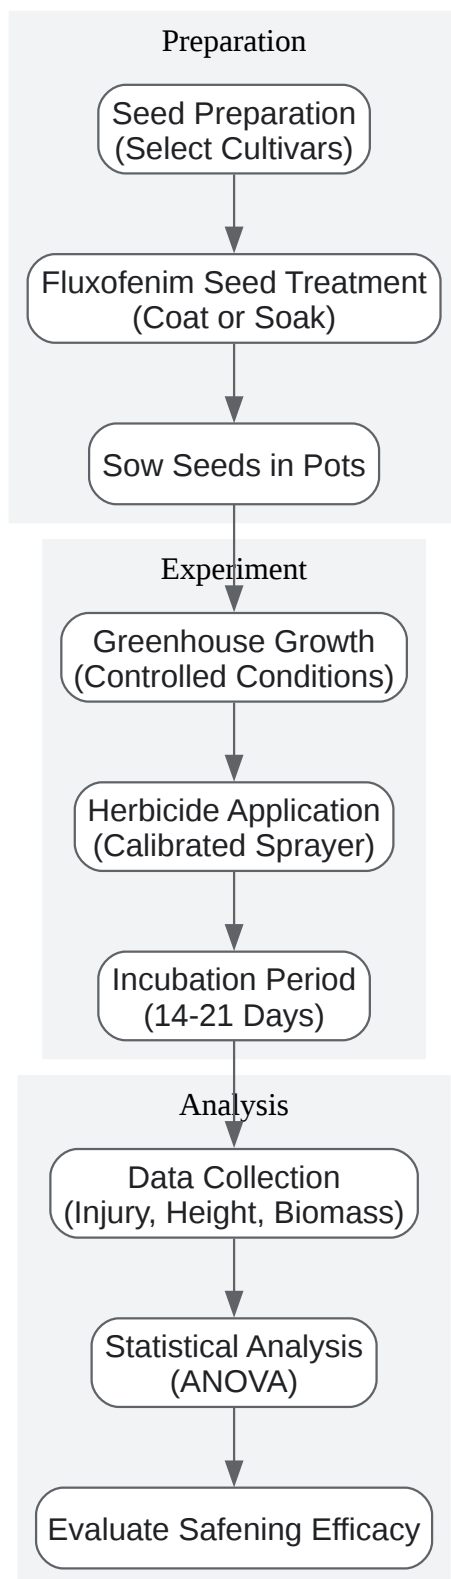 Preparation
Seed Preparation
(Select Cultivars)
Fluxofenim Seed Treatment
(Coat or Soak)
Sow Seeds in Pots
Experiment
Greenhouse Growth
(Controlled Conditions)
Herbicide Application
(Calibrated Sprayer)
Incubation Period
(14-21 Days)
Analysis
Data Collection
(Injury, Height, Biomass)
Statistical Analysis
(ANOVA)
Evaluate Safening Efficacy